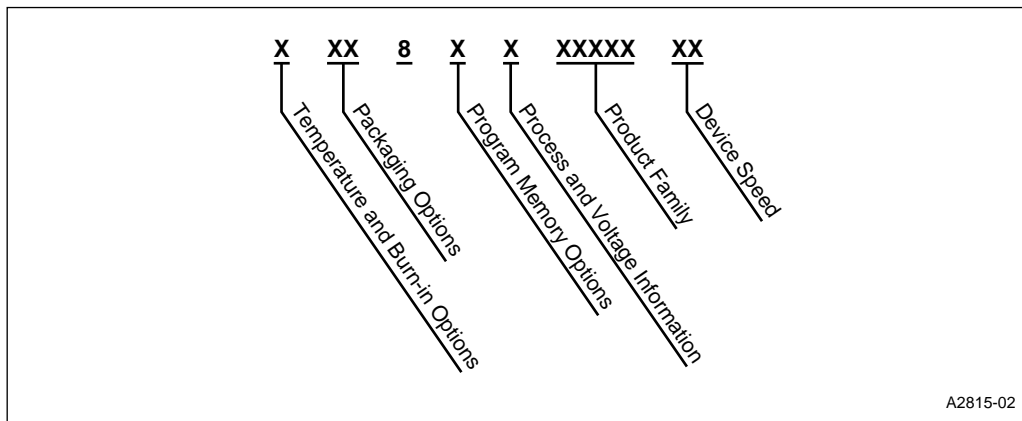 X XX 8 X X XXXXX XX
Temperature and Burn-in Options
Packaging Options
Program Memory Options
Process and Voltage Information
Product Family
Device Speed
A2815-02